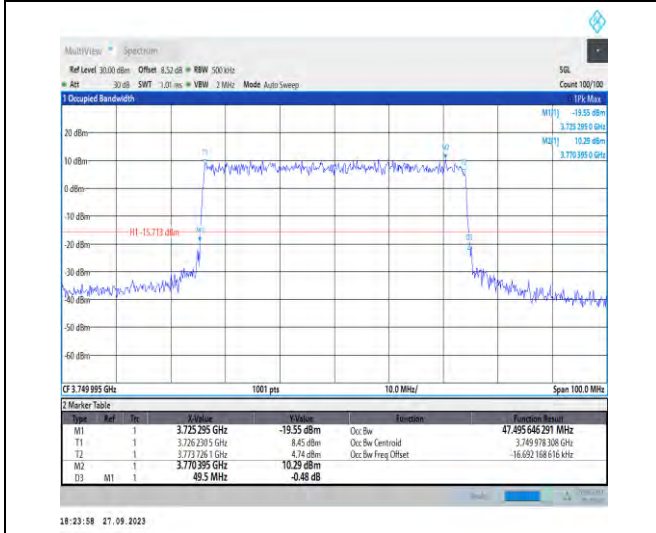 MultiView Spectrum
Ref Level 30.00 dBm Offset 8.52 dB RBW 500 kHz SGL
Att 30 dB SWT 1.01 ms VBW 2 MHz Mode Auto Sweep Count 100/100
1 Occupied Bandwidth 1Pk Max
M1[1] -19.55 dBm
3.725 295 0 GHz
M2[1] 10.29 dBm
3.770 395 0 GHz
20 dBm
10 dBm
0 dBm
-10 dBm
H1 -15.713 dBm
-20 dBm
-30 dBm
-40 dBm
-50 dBm
-60 dBm
T1
M2
CF 3.749 995 GHz 1001 pts 10.0 MHz/ Span 100.0 MHz
2 Marker Table
Type Ref Trc X-Value Y-Value Function Function Result
M1 1 3.725 295 GHz -19.55 dBm Occ Bw 47.495 646 291 MHz
T1 1 3.726 230 5 GHz 8.45 dBm Occ Bw Centroid 3.749 978 308 GHz
T2 1 3.773 726 1 GHz 4.74 dBm Occ Bw Freq Offset -16.692 168 616 kHz
M2 1 3.770 395 GHz 10.29 dBm
D3 M1 1 49.5 MHz -0.48 dB
18:23:58 27.09.2023